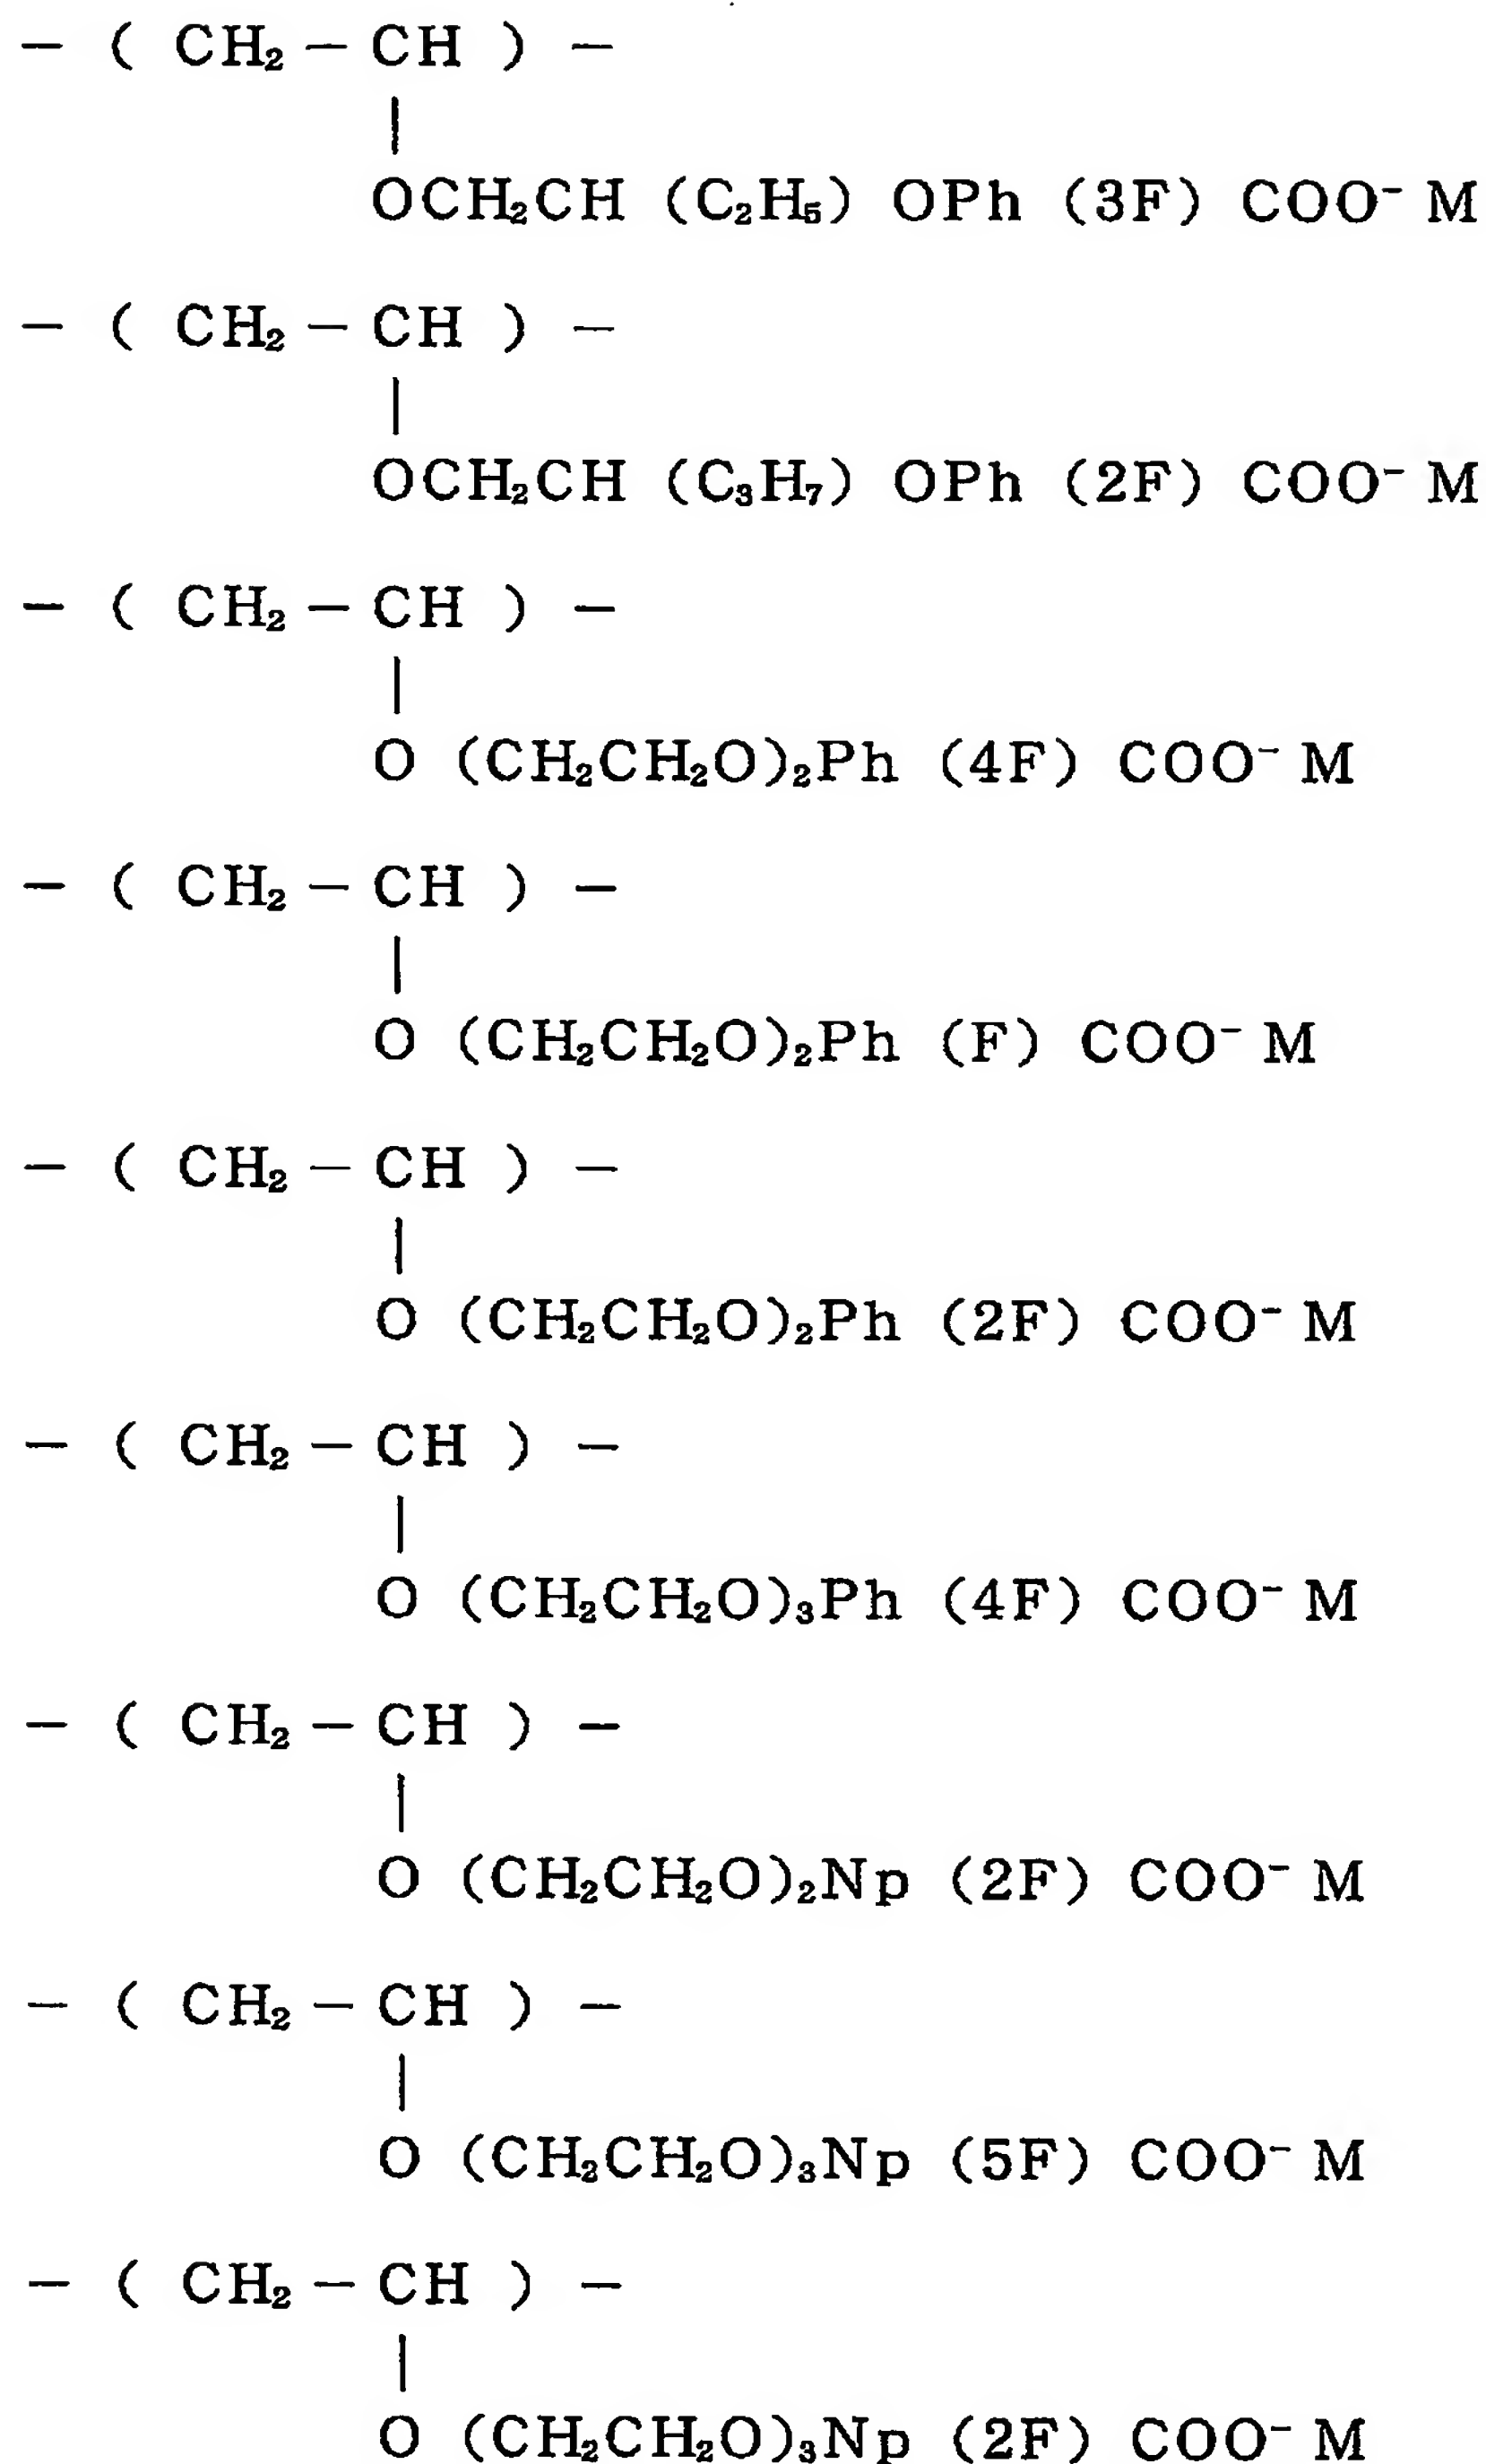 — ( CH₂ — CH ) —
|
OCH₂CH (C₂H₅) OPh (3F) COO⁻ M
— ( CH₂ — CH ) —
|
OCH₂CH (C₃H₇) OPh (2F) COO⁻ M
— ( CH₂ — CH ) —
|
O (CH₂CH₂O)₂Ph (4F) COO⁻ M
— ( CH₂ — CH ) —
|
O (CH₂CH₂O)₂Ph (F) COO⁻ M
— ( CH₂ — CH ) —
|
O (CH₂CH₂O)₂Ph (2F) COO⁻ M
— ( CH₂ — CH ) —
|
O (CH₂CH₂O)₃Ph (4F) COO⁻ M
— ( CH₂ — CH ) —
|
O (CH₂CH₂O)₂Np (2F) COO⁻ M
— ( CH₂ — CH ) —
|
O (CH₂CH₂O)₃Np (5F) COO⁻ M
— ( CH₂ — CH ) —
|
O (CH₂CH₂O)₃Np (2F) COO⁻ M